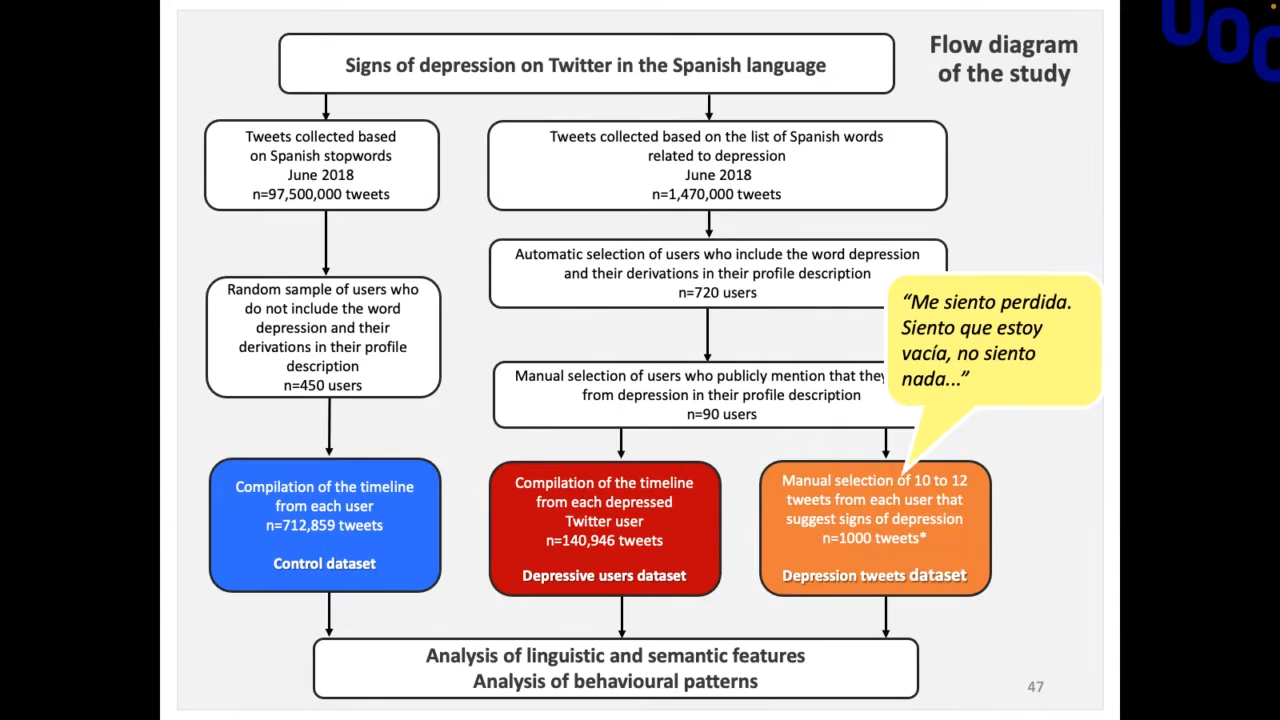 UOC
Flow diagram
of the study
Signs of depression on Twitter in the Spanish language
Tweets collected based
on Spanish stopwords
June 2018
n=97,500,000 tweets
Tweets collected based on the list of Spanish words
related to depression
June 2018
n=1,470,000 tweets
Automatic selection of users who include the word depression
and their derivations in their profile description
n=720 users
Random sample of users who
do not include the word
depression and their
derivations in their profile
description
n=450 users
Manual selection of users who publicly mention that they
from depression in their profile description
n=90 users
“Me siento perdida.
Siento que estoy
vacía, no siento
nada...”
Compilation of the timeline
from each user
n=712,859 tweets
Control dataset
Compilation of the timeline
from each depressed
Twitter user
n=140,946 tweets
Depressive users dataset
Manual selection of 10 to 12
tweets from each user that
suggest signs of depression
n=1000 tweets*
Depression tweets dataset
Analysis of linguistic and semantic features
Analysis of behavioural patterns
47